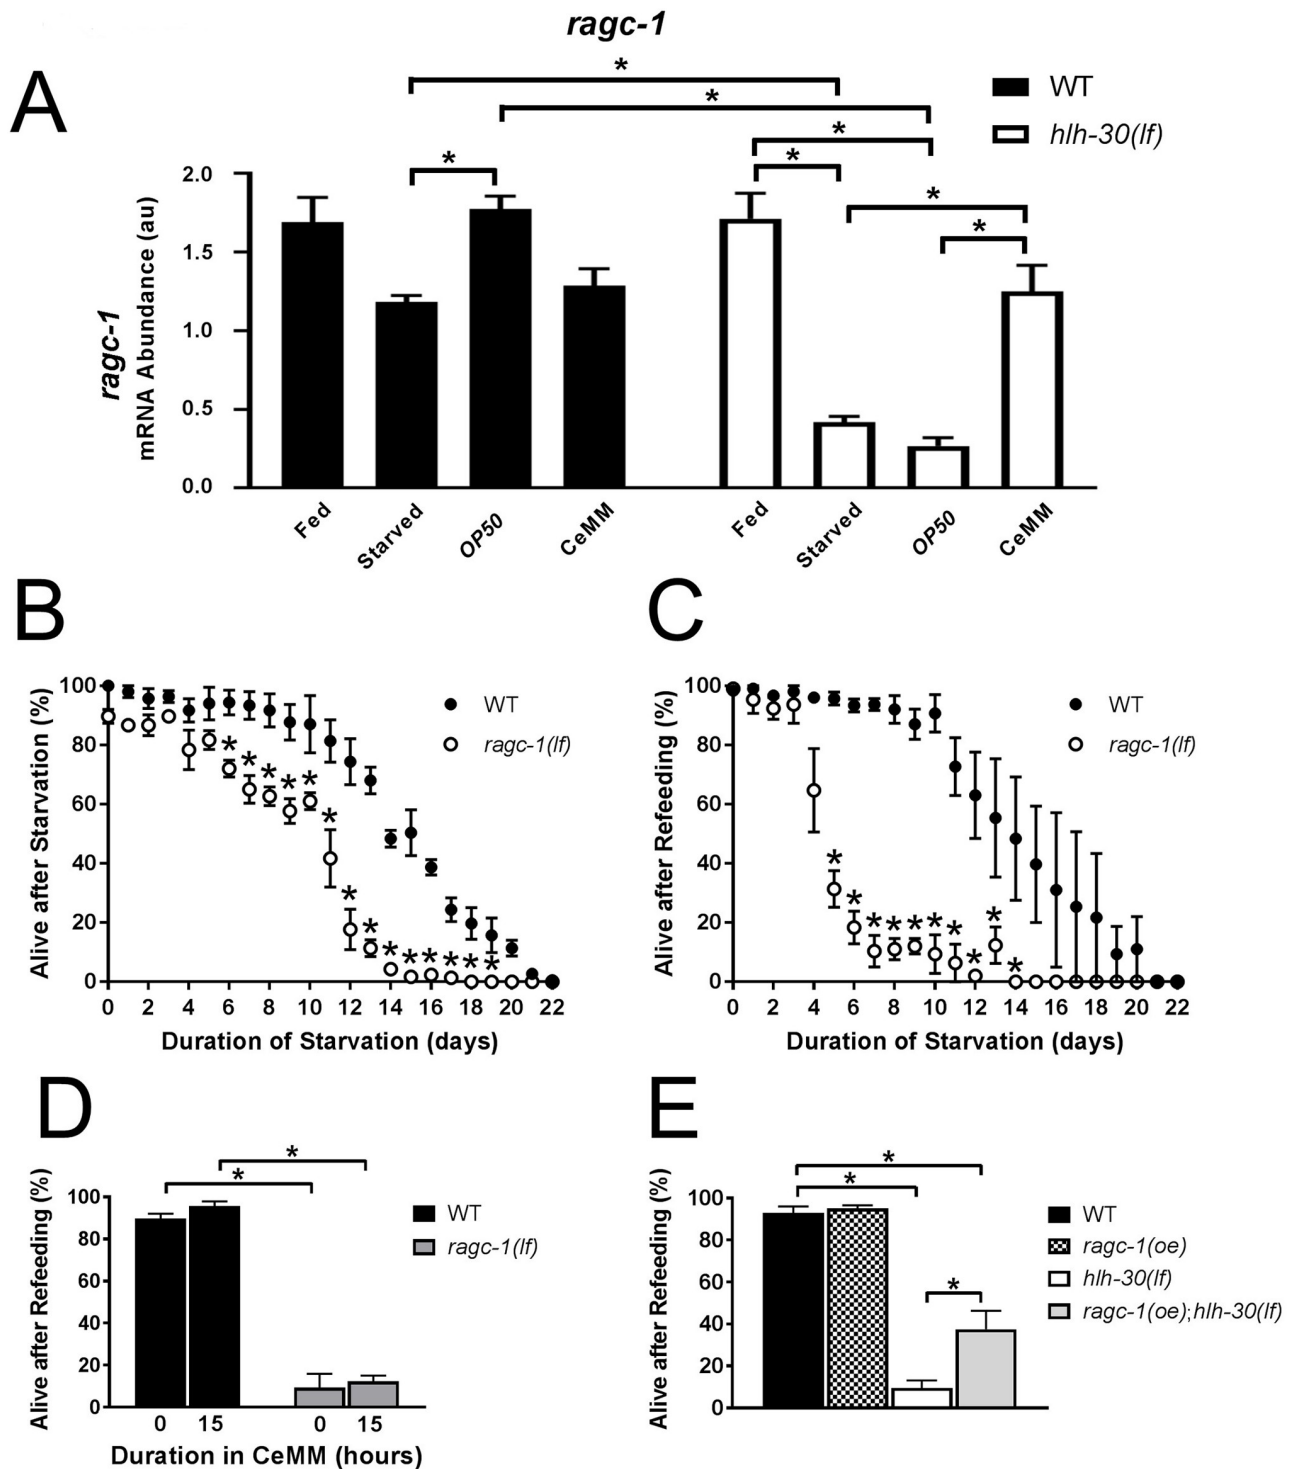 ragc-1
A
WT
hlh-30(lf)
*
*
*
*
*
*
*
ragc-1
mRNA Abundance (au)
2.0
1.5
1.0
0.5
0.0
Fed
Starved
OP50
CeMM
Fed
Starved
OP50
CeMM
B
Alive after Starvation (%)
100
80
60
40
20
0
WT
ragc-1(lf)
* * * * * * * * * * * * * *
0 2 4 6 8 10 12 14 16 18 20 22
Duration of Starvation (days)
C
Alive after Refeeding (%)
100
80
60
40
20
0
WT
ragc-1(lf)
* * * * * * * * * *
0 2 4 6 8 10 12 14 16 18 20 22
Duration of Starvation (days)
D
Alive after Refeeding (%)
100
80
60
40
20
0
*
*
WT
ragc-1(lf)
0 15 0 15
Duration in CeMM (hours)
E
Alive after Refeeding (%)
100
80
60
40
20
0
*
*
*
WT
ragc-1(oe)
hlh-30(lf)
ragc-1(oe);hlh-30(lf)